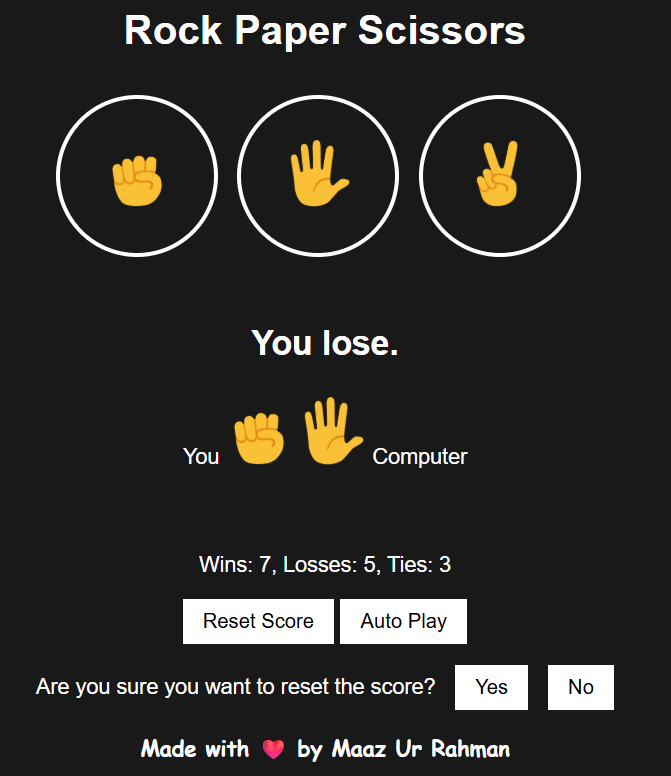 Rock Paper Scissors
You lose.
You Computer
Wins: 7, Losses: 5, Ties: 3
Reset Score Auto Play
Are you sure you want to reset the score? Yes No
Made with ❤️ by Maaz Ur Rahman